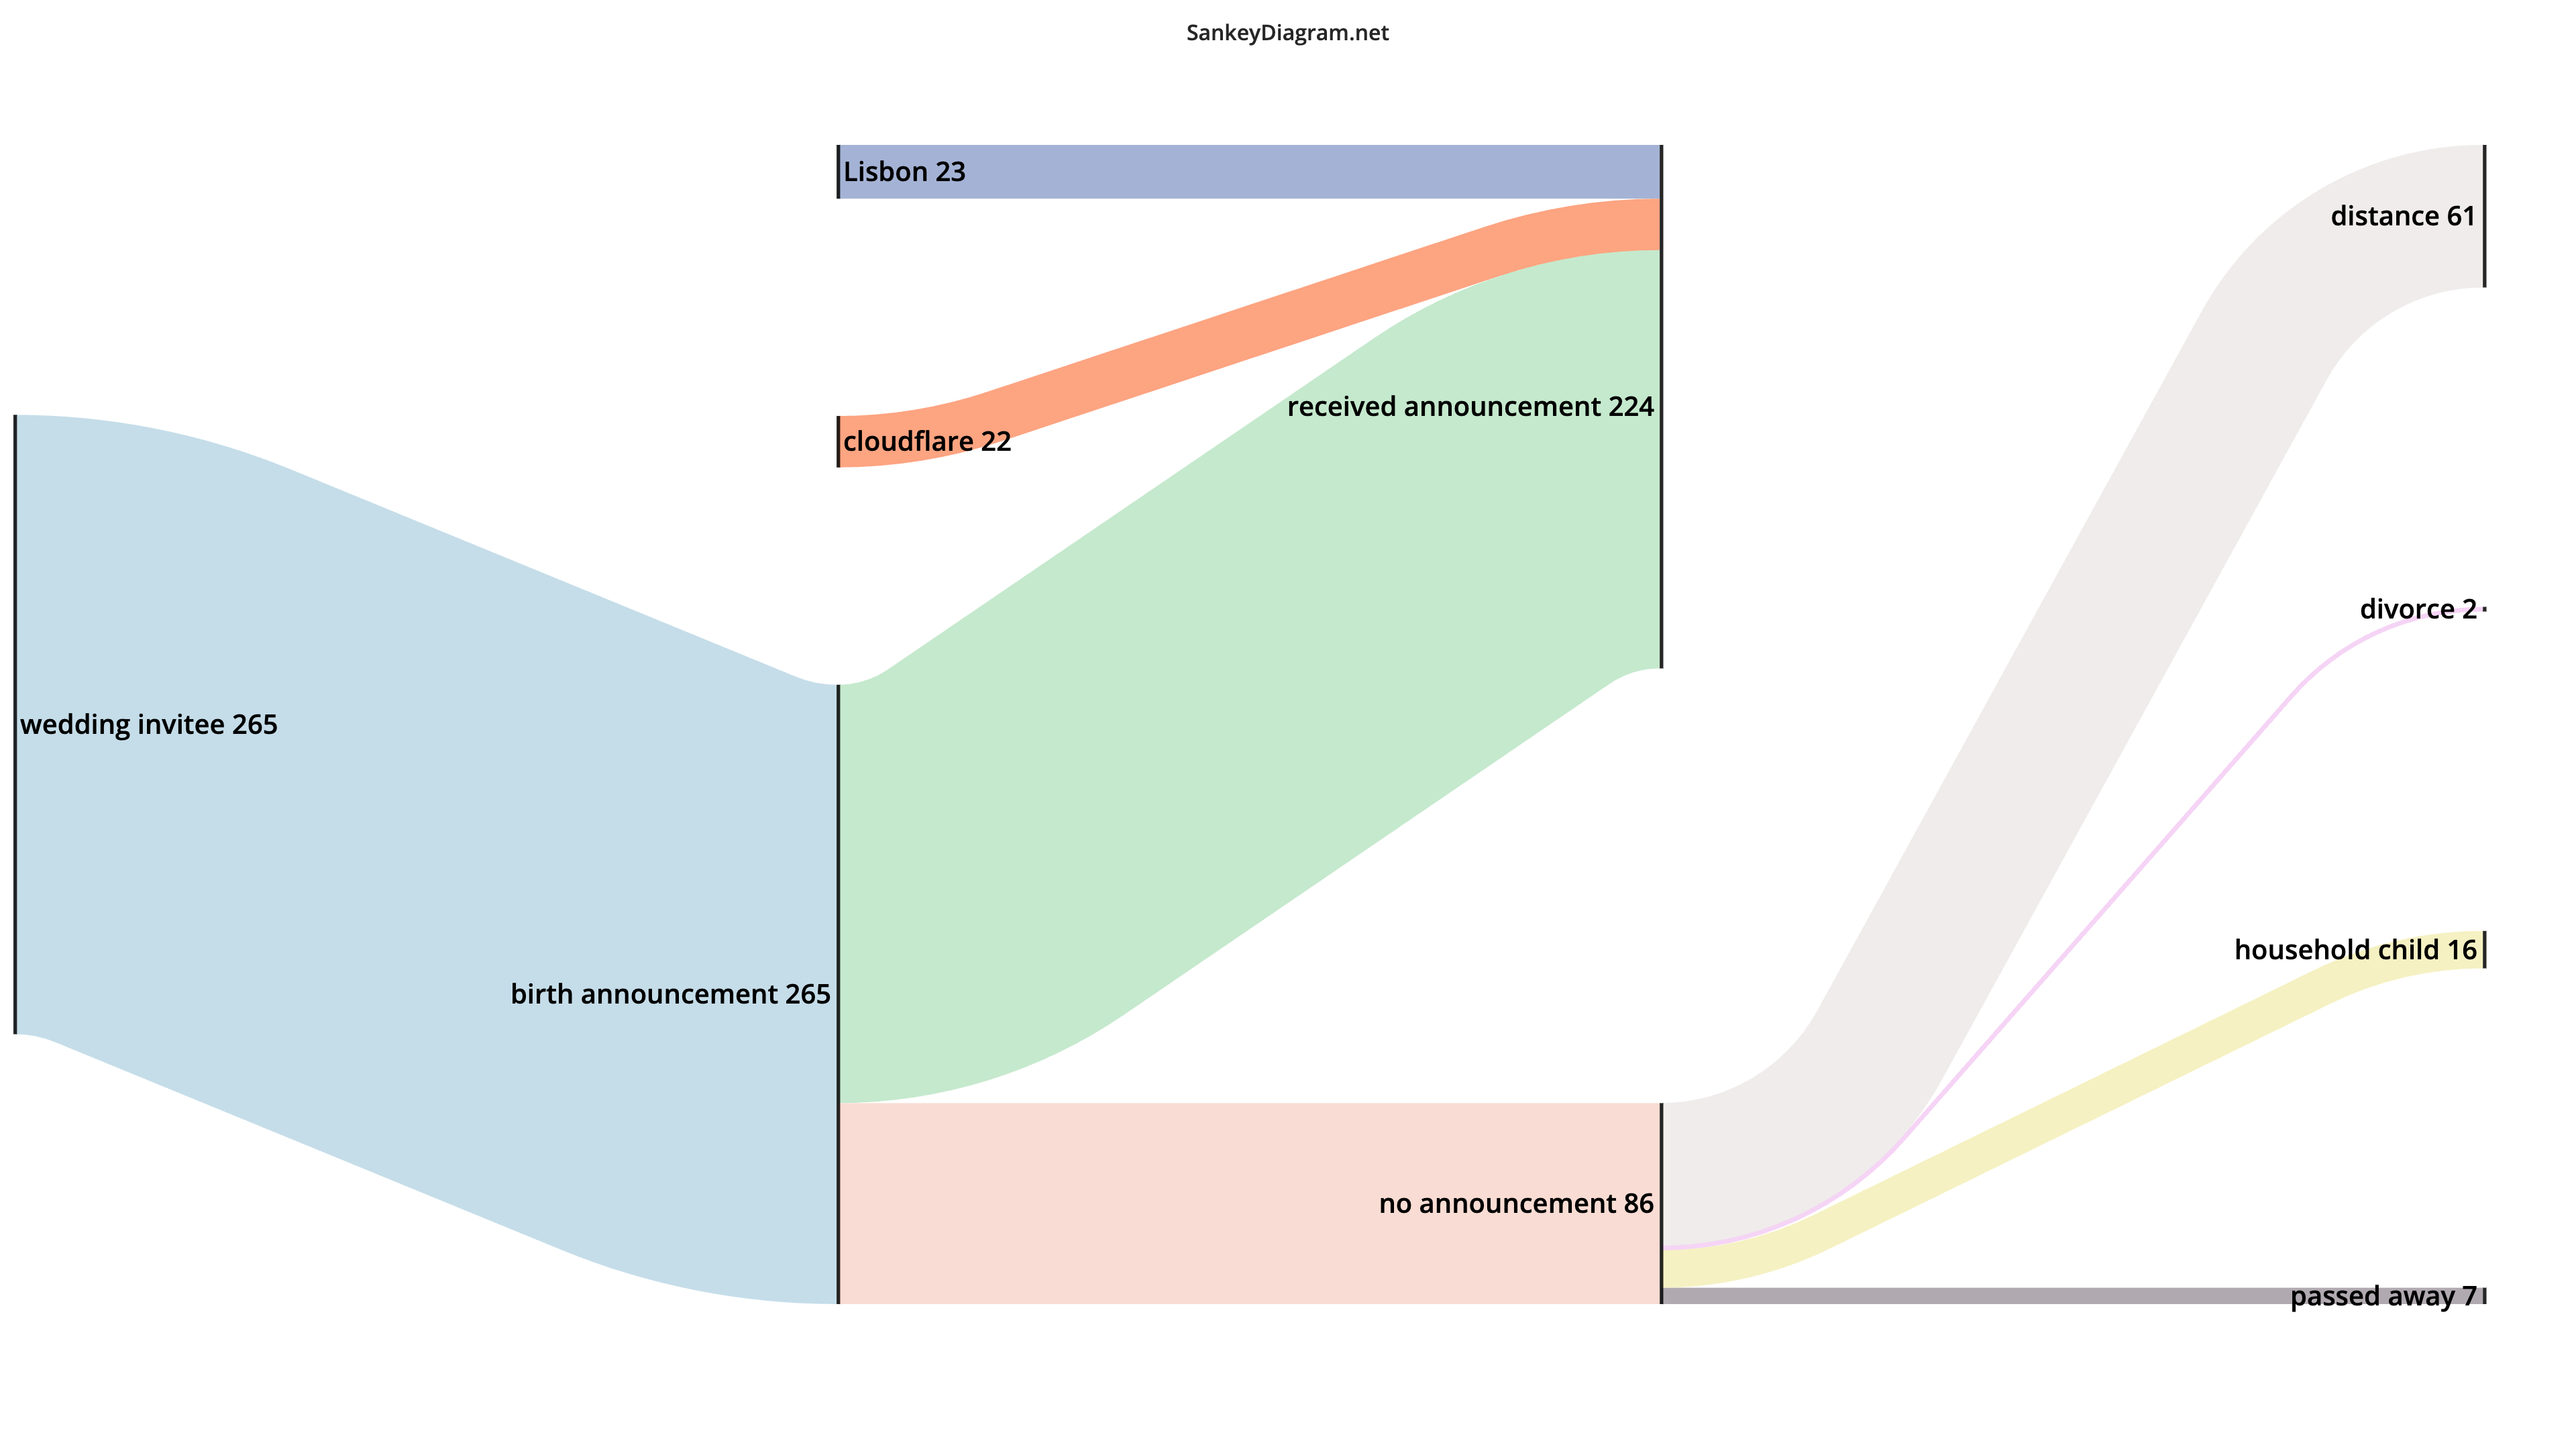 SankeyDiagram.net
Lisbon 23
distance 61
received announcement 224
cloudflare 22
divorce 2
wedding invitee 265
household child 16
birth announcement 265
no announcement 86
passed away 7